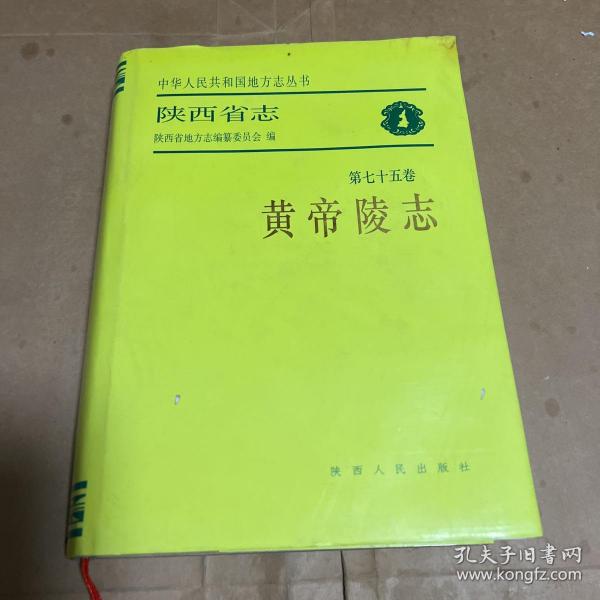 中华人民共和国地方志丛书
陕西省志
陕西省地方志编纂委员会 编
第七十五卷
黄帝陵志
陕西人民出版社
孔夫子旧书网
www.kongfz.com